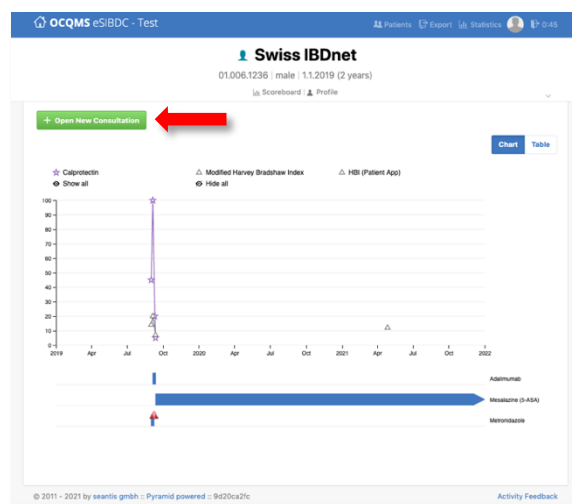 OCQMS eSIBDC - Test
Patients Export Statistics 0:45
Swiss IBDnet
01.006.1236 | male | 1.1.2019 (2 years)
Scoreboard | Profile
+ Open New Consultation
Chart Table
Calprotectin Modified Harvey Bradshaw Index HBI (Patient App)
Show all Hide all
100
90
80
70
60
50
40
30
20
10
0
2019 Apr Jul Oct 2020 Apr Jul Oct 2021 Apr Jul Oct 2022
Adalimumab
Mesalazine (5-ASA)
Metronidazole
© 2011 - 2021 by seantis gmbh :: Pyramid powered :: 9d20ca2fc Activity Feedback